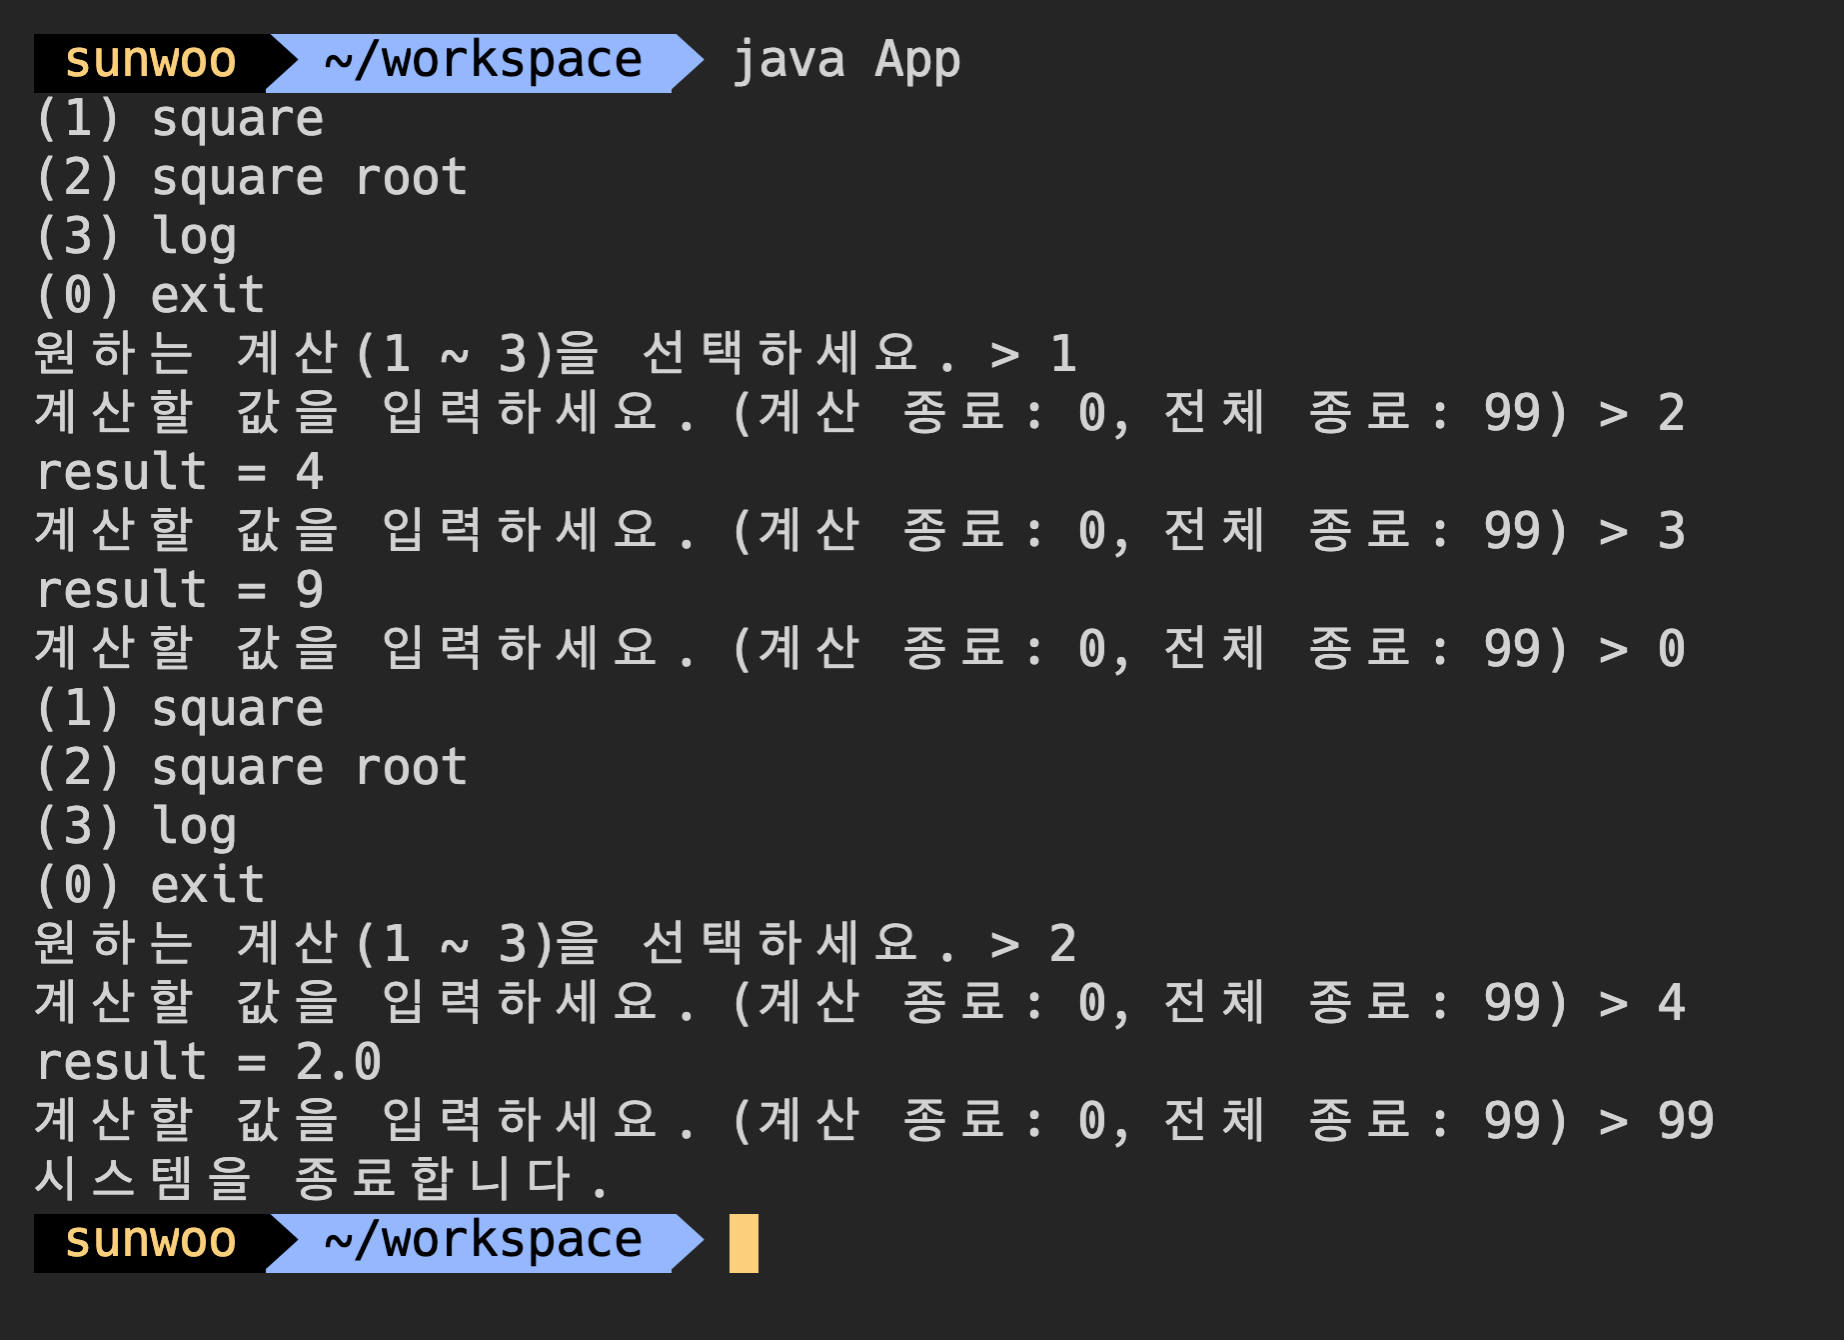 sunwoo ~/workspace java App
(1) square
(2) square root
(3) log
(0) exit
원하는 계산(1 ~ 3)을 선택하세요. > 1
계산할 값을 입력하세요. (계산 종료: 0, 전체 종료: 99) > 2
result = 4
계산할 값을 입력하세요. (계산 종료: 0, 전체 종료: 99) > 3
result = 9
계산할 값을 입력하세요. (계산 종료: 0, 전체 종료: 99) > 0
(1) square
(2) square root
(3) log
(0) exit
원하는 계산(1 ~ 3)을 선택하세요. > 2
계산할 값을 입력하세요. (계산 종료: 0, 전체 종료: 99) > 4
result = 2.0
계산할 값을 입력하세요. (계산 종료: 0, 전체 종료: 99) > 99
시스템을 종료합니다.
sunwoo ~/workspace